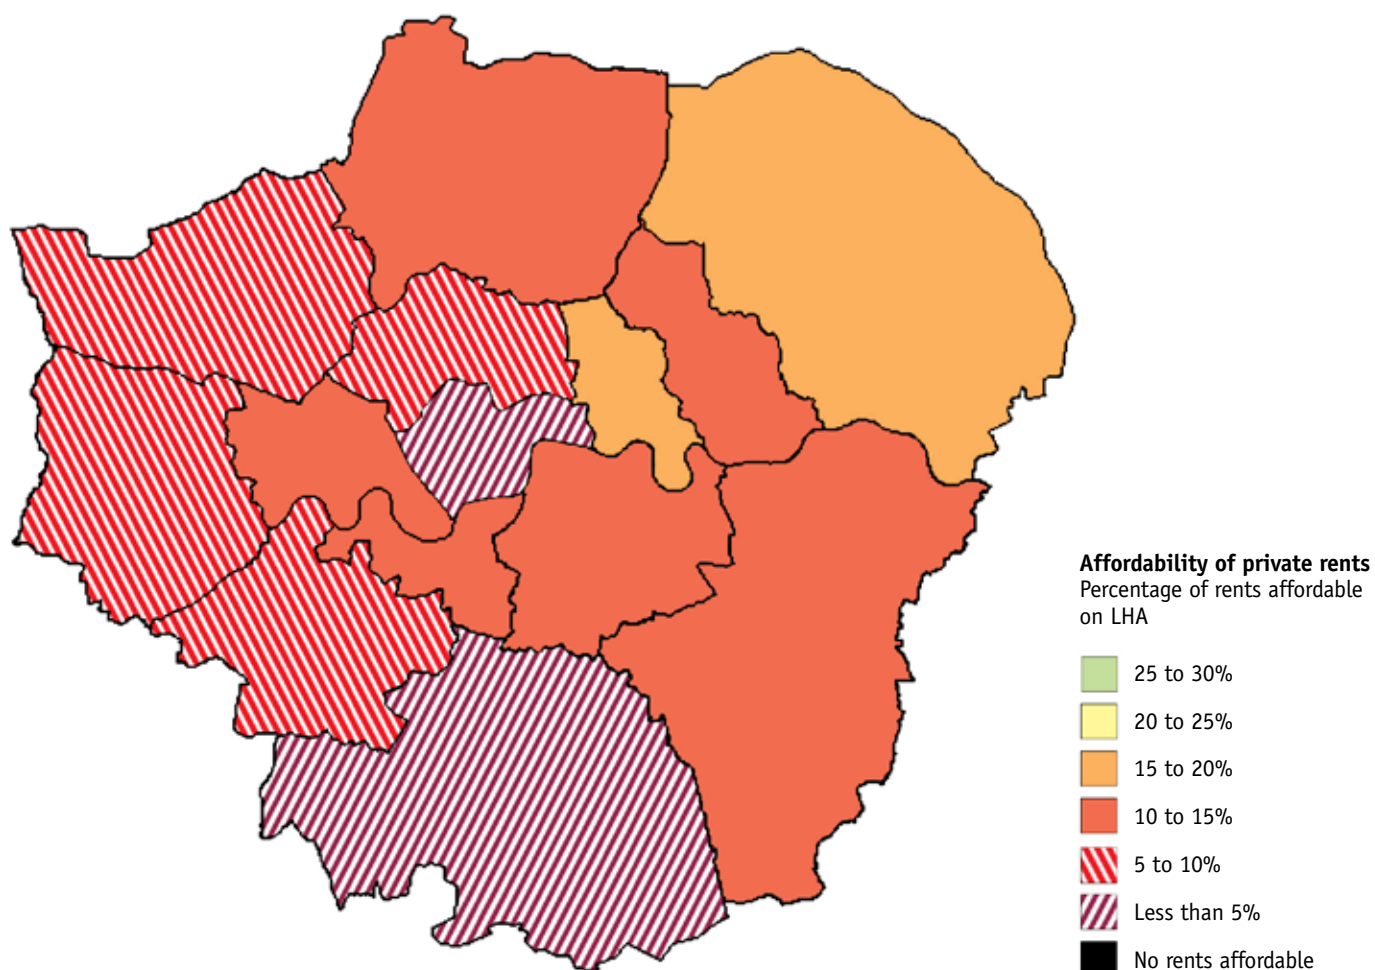 Affordability of private rents
Percentage of rents affordable
on LHA
25 to 30%
20 to 25%
15 to 20%
10 to 15%
5 to 10%
Less than 5%
No rents affordable